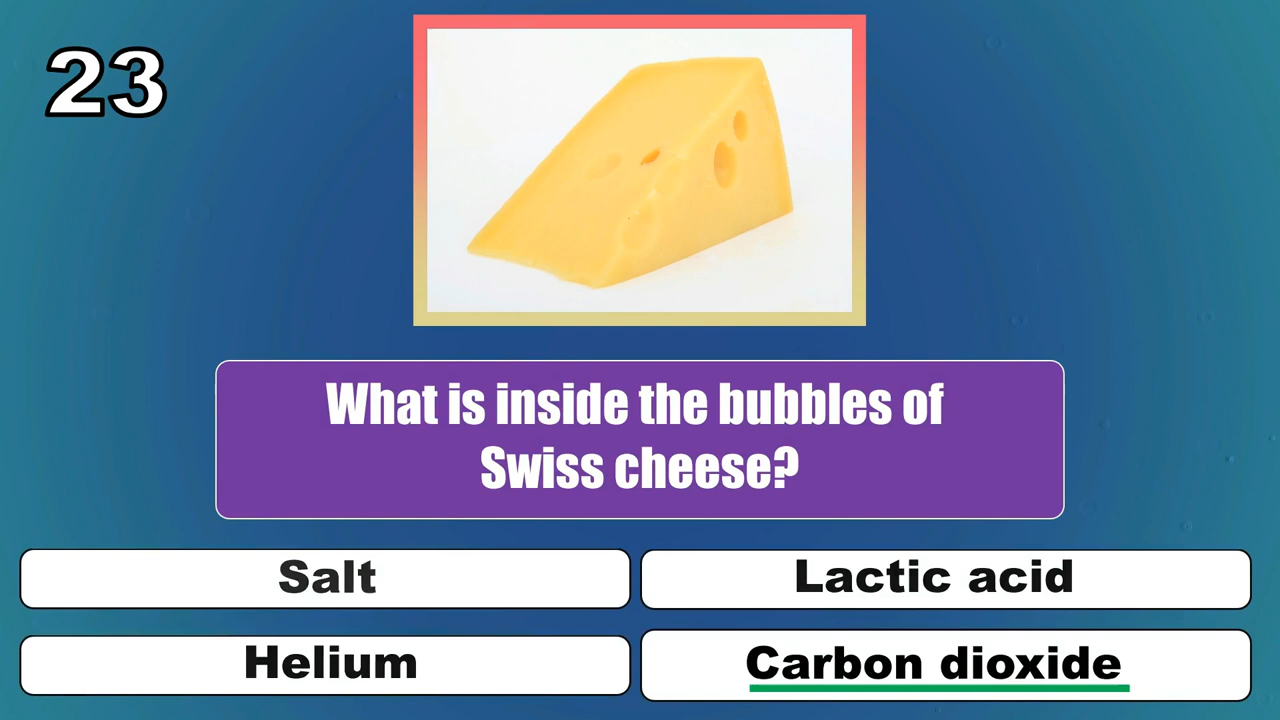 23
What is inside the bubbles of
Swiss cheese?
Salt
Lactic acid
Helium
Carbon dioxide